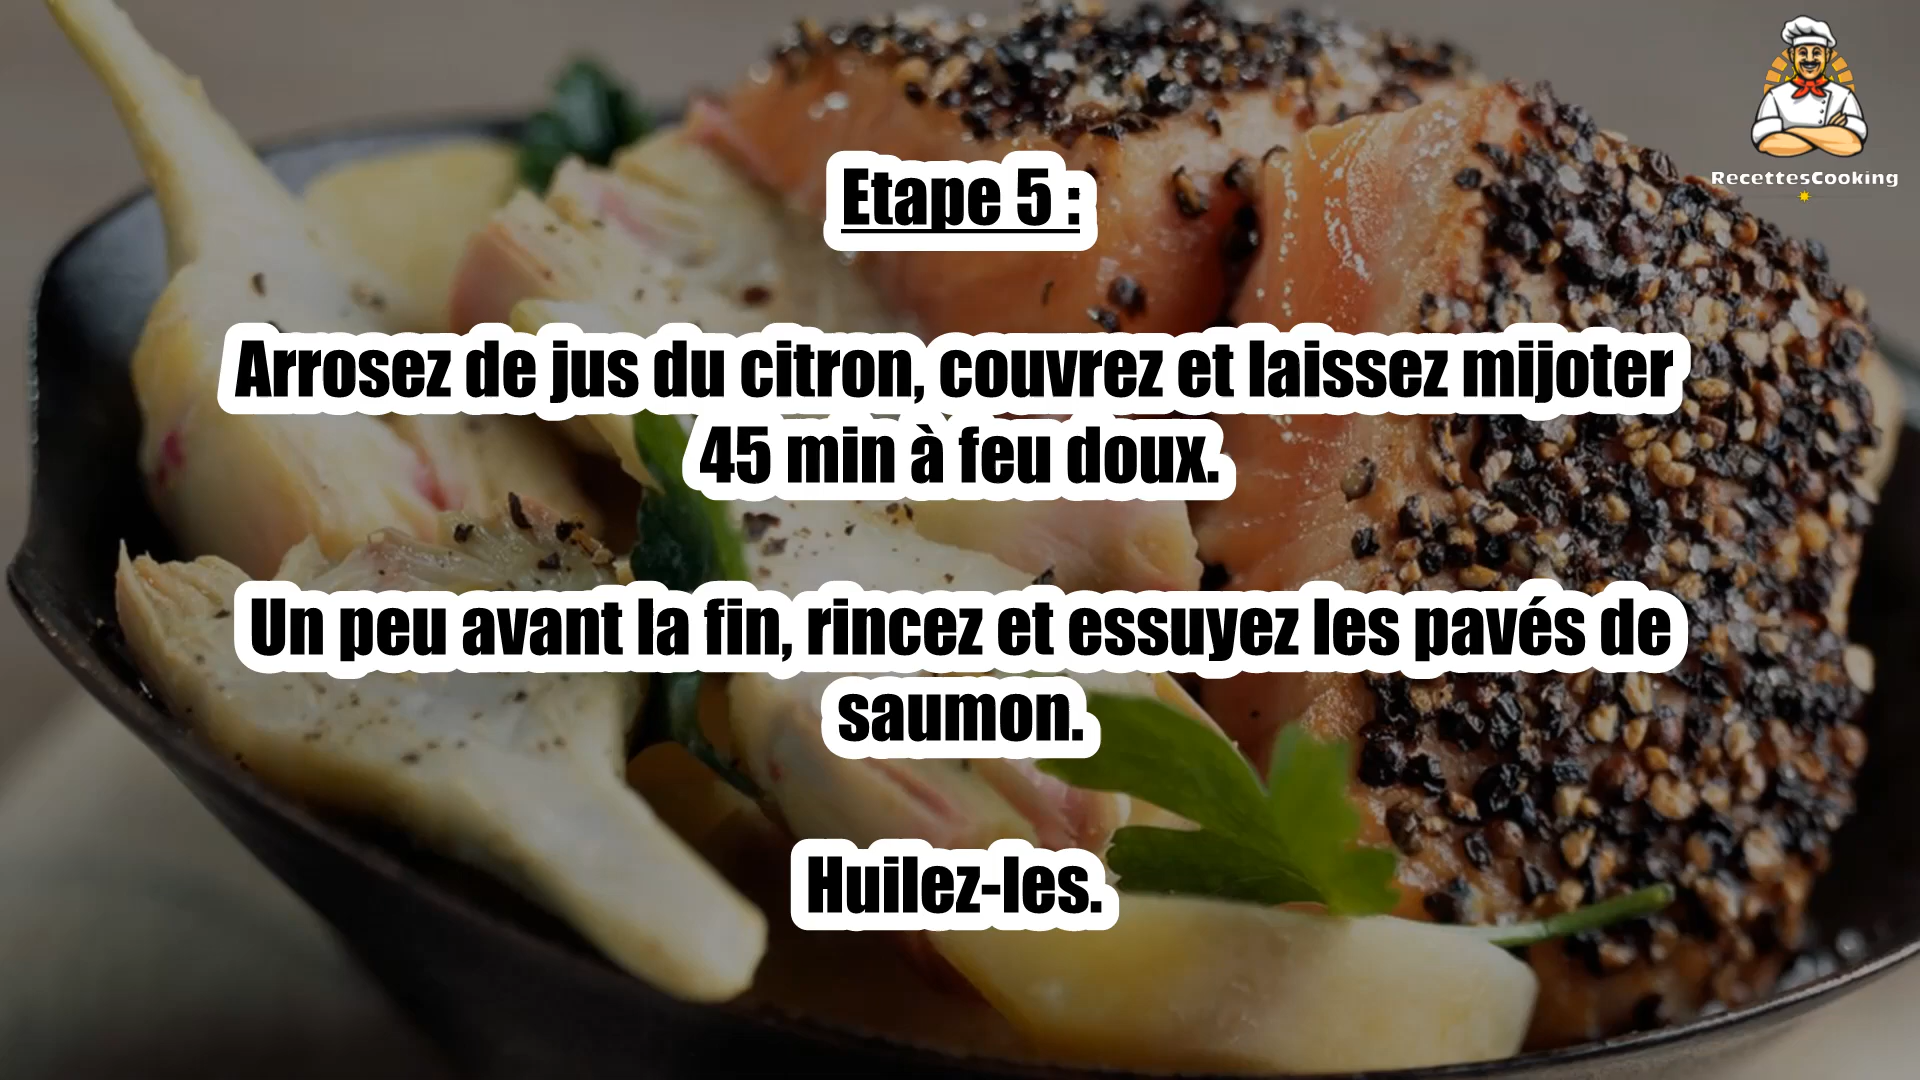 RecettesCooking
Etape 5 :
Arrosez de jus du citron, couvrez et laissez mijoter
45 min à feu doux.
Un peu avant la fin, rincez et essuyez les pavés de
saumon.
Huilez-les.